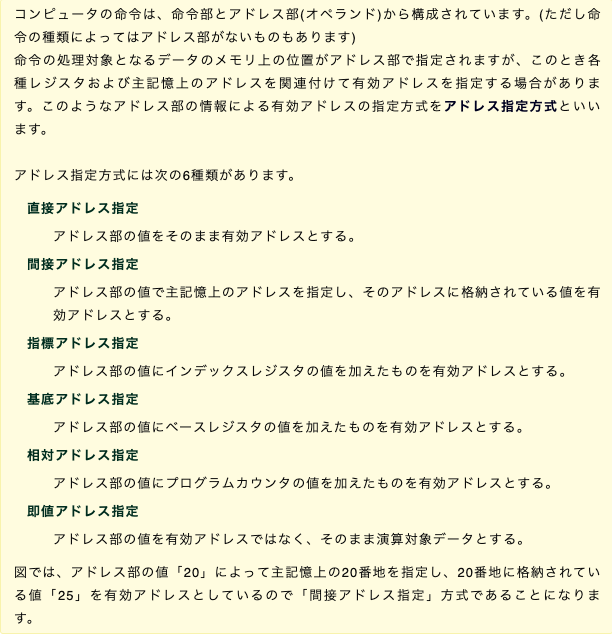 コンピュータの命令は、命令部とアドレス部(オペランド)から構成されています。(ただし命
令の種類によってはアドレス部がないものもあります)
命令の処理対象となるデータのメモリ上の位置がアドレス部で指定されますが、このとき各
種レジスタおよび主記憶上のアドレスを関連付けて有効アドレスを指定する場合がありま
す。このようなアドレス部の情報による有効アドレスの指定方式をアドレス指定方式といい
ます。
アドレス指定方式には次の6種類があります。
直接アドレス指定
アドレス部の値をそのまま有効アドレスとする。
間接アドレス指定
アドレス部の値で主記憶上のアドレスを指定し、そのアドレスに格納されている値を有
効アドレスとする。
指標アドレス指定
アドレス部の値にインデックスレジスタの値を加えたものを有効アドレスとする。
基底アドレス指定
アドレス部の値にベースレジスタの値を加えたものを有効アドレスとする。
相対アドレス指定
アドレス部の値にプログラムカウンタの値を加えたものを有効アドレスとする。
即値アドレス指定
アドレス部の値を有効アドレスではなく、そのまま演算対象データとする。
図では、アドレス部の値「20」によって主記憶上の20番地を指定し、20番地に格納されてい
る値「25」を有効アドレスとしているので「間接アドレス指定」方式であることになりま
す。